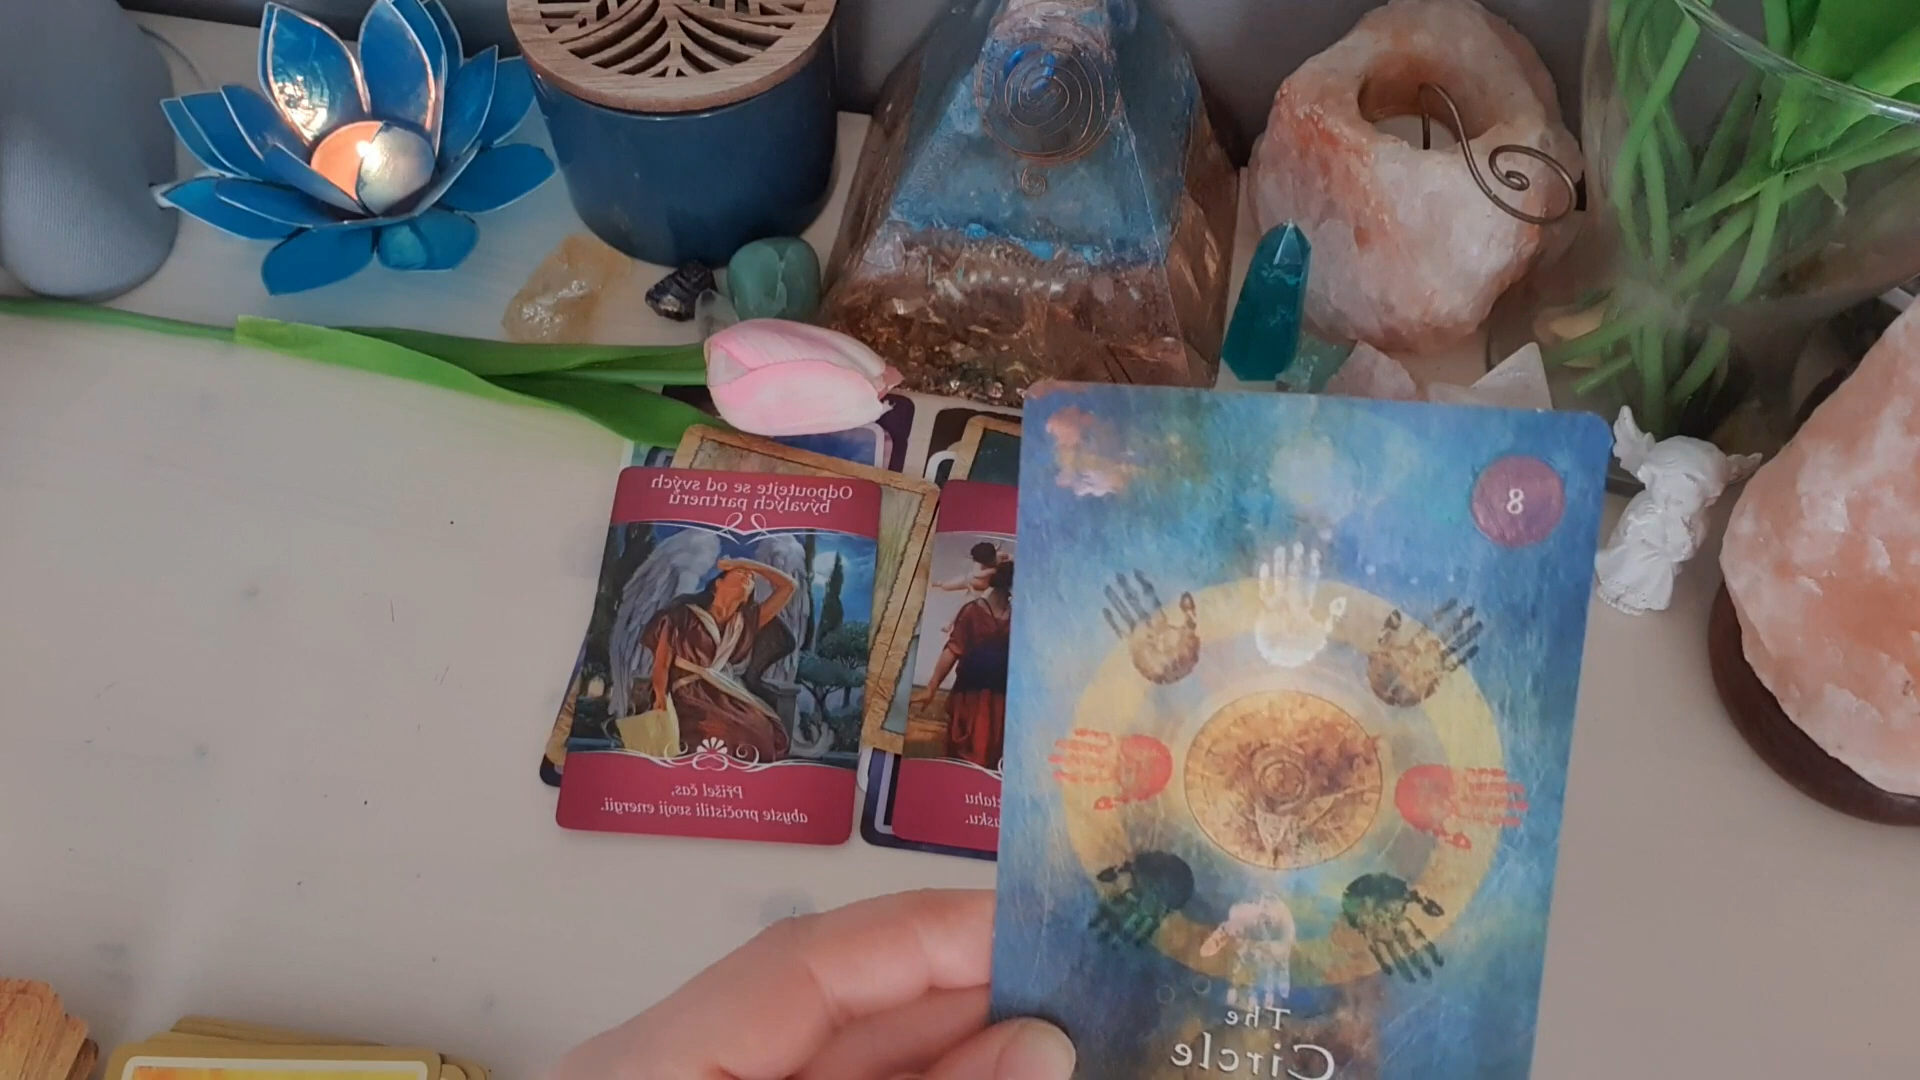 Odpoutejte se od svých
bývalých partnerů
Přišel čas,
abyste pročistili svoji energii.
8
The
Circle